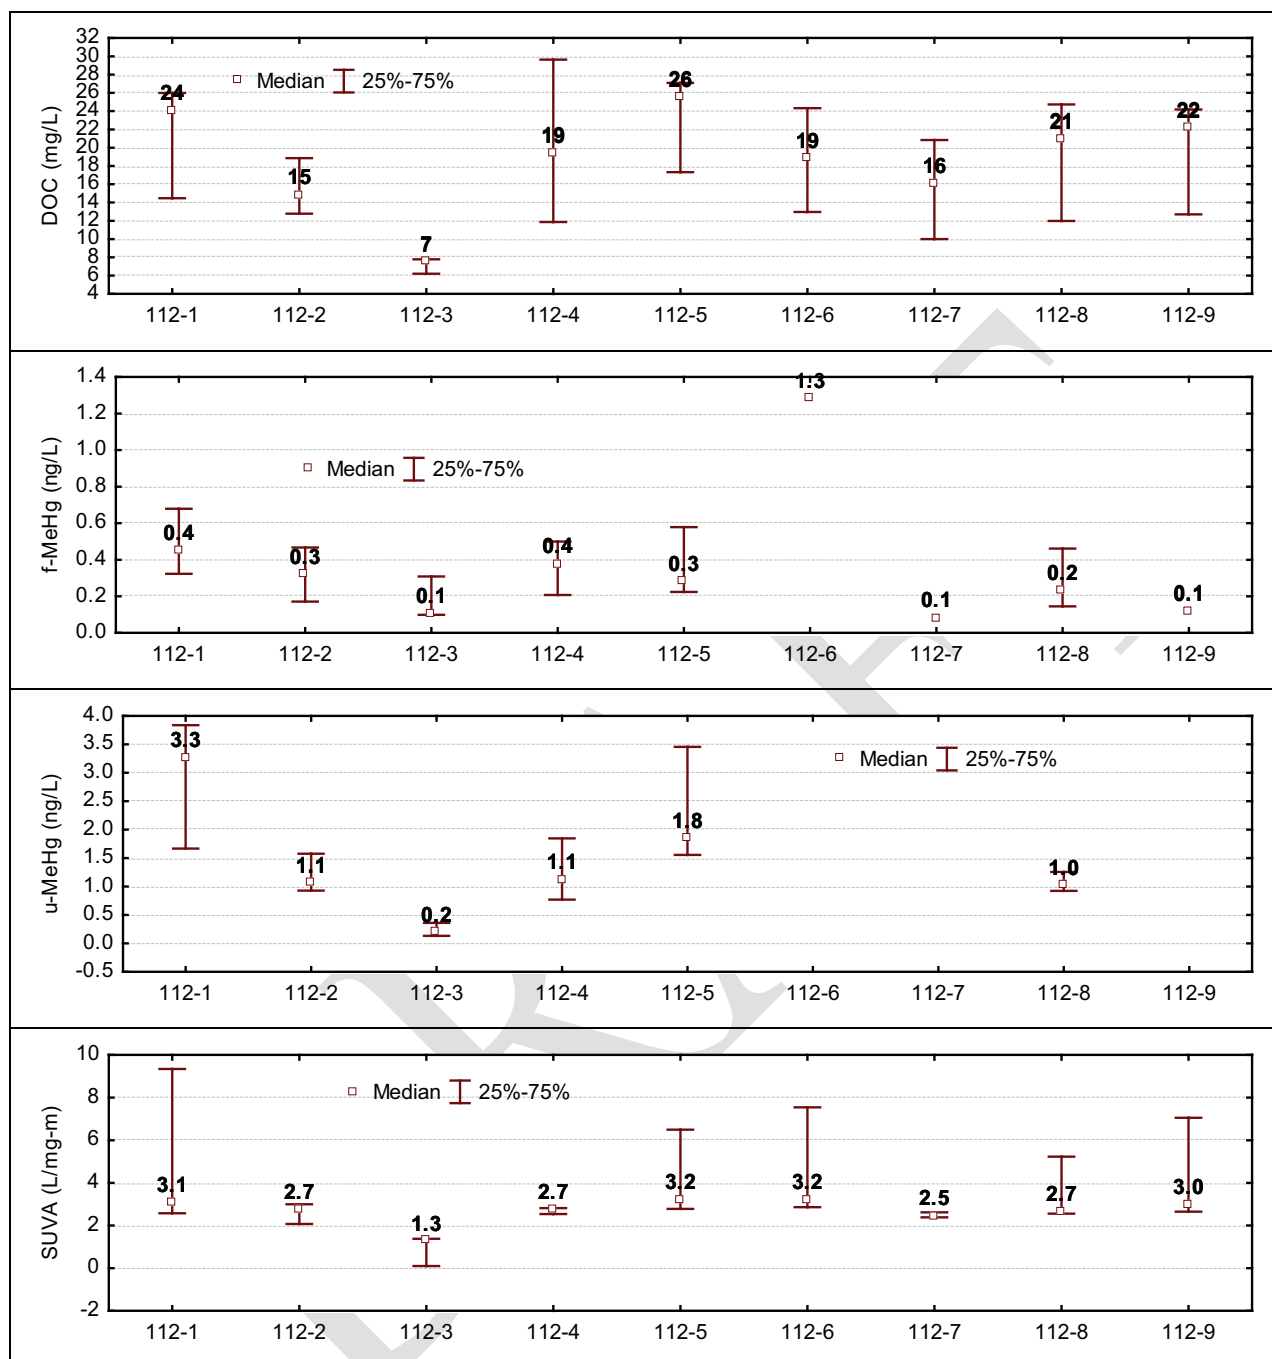 32
30
28
26
24
22
20
18
16
14
12
10
8
6
4
DOC (mg/L)
Median 25%-75%
24 15 7 19 26 19 16 21 22
112-1 112-2 112-3 112-4 112-5 112-6 112-7 112-8 112-9
1.4
1.2
1.0
0.8
0.6
0.4
0.2
0.0
f-MeHg (ng/L)
Median 25%-75%
0.4 0.3 0.1 0.4 0.3 1.3 0.1 0.2 0.1
112-1 112-2 112-3 112-4 112-5 112-6 112-7 112-8 112-9
4.0
3.5
3.0
2.5
2.0
1.5
1.0
0.5
0.0
-0.5
u-MeHg (ng/L)
Median 25%-75%
3.3 1.1 0.2 1.1 1.8 1.0
112-1 112-2 112-3 112-4 112-5 112-6 112-7 112-8 112-9
10
8
6
4
2
0
-2
SUVA (L/mg-m)
Median 25%-75%
3.1 2.7 1.3 2.7 3.2 3.2 2.5 2.7 3.0
112-1 112-2 112-3 112-4 112-5 112-6 112-7 112-8 112-9